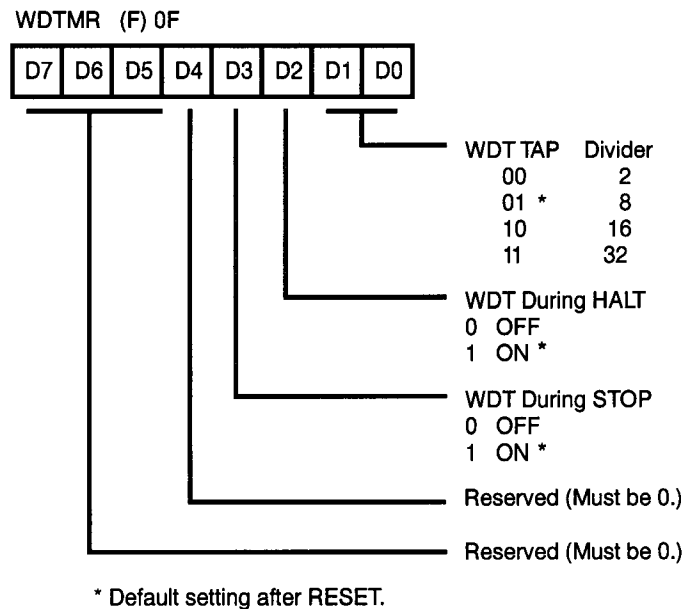 WDTMR (F) 0F
D7 D6 D5 D4 D3 D2 D1 D0
WDT TAP Divider
00 2
01 * 8
10 16
11 32
WDT During HALT
0 OFF
1 ON *
WDT During STOP
0 OFF
1 ON *
Reserved (Must be 0.)
Reserved (Must be 0.)
* Default setting after RESET.